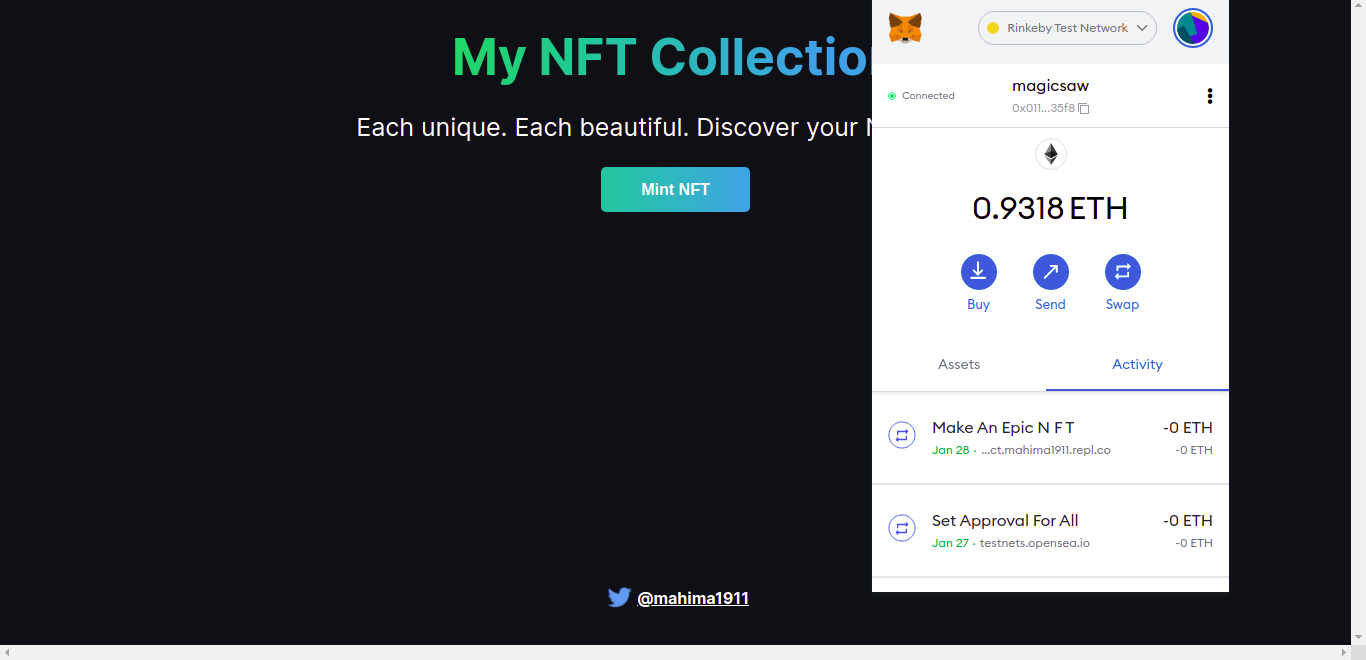 My NFT Collectio
Each unique. Each beautiful. Discover your
Mint NFT
@mahima1911
Rinkeby Test Network
Connected
magicsaw
0x011...35f8
0.9318 ETH
Buy
Send
Swap
Assets
Activity
Make An Epic N F T
-0 ETH
Jan 28 · ...ct.mahima1911.repl.co
-0 ETH
Set Approval For All
-0 ETH
Jan 27 · testnets.opensea.io
-0 ETH